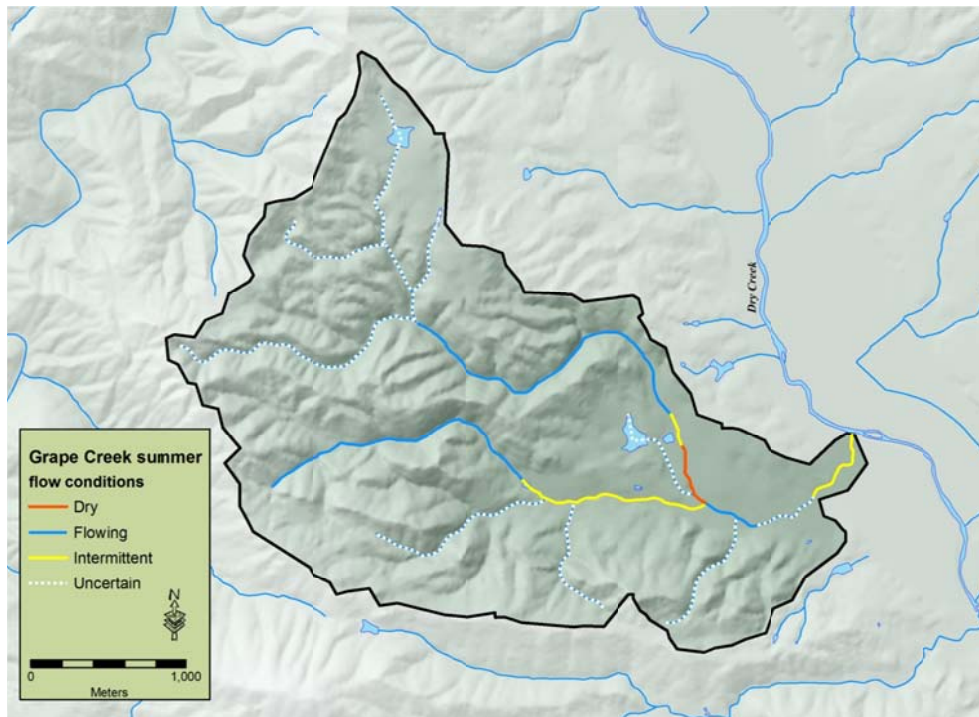 Dry Creek
Grape Creek summer
flow conditions
Dry
Flowing
Intermittent
Uncertain
N
0 1,000
Meters